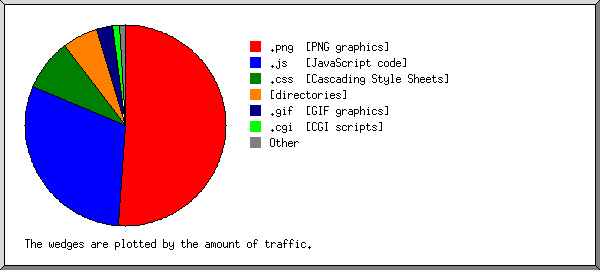 .png  [PNG graphics]
.js   [JavaScript code]
.css  [Cascading Style Sheets]
[directories]
.gif  [GIF graphics]
.cgi  [CGI scripts]
Other
The wedges are plotted by the amount of traffic.